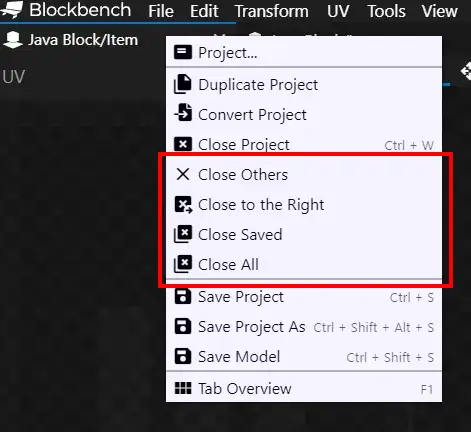 Blockbench File Edit Transform UV Tools View
Java Block/Item
UV
Project...
Duplicate Project
Convert Project
Close Project Ctrl + W
Close Others
Close to the Right
Close Saved
Close All
Save Project Ctrl + S
Save Project As Ctrl + Shift + Alt + S
Save Model Ctrl + Shift + S
Tab Overview F1